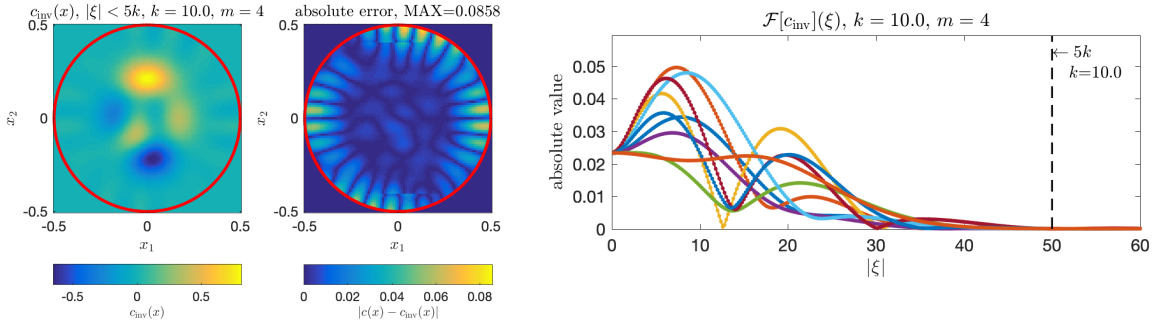 c_inv(x), |ξ| < 5k, k = 10.0, m = 4
0.5
0
-0.5
x_2
-0.5
0
0.5
x_1
-0.5
0
0.5
c_inv(x)
absolute error, MAX=0.0858
0.5
0
-0.5
x_2
-0.5
0
0.5
x_1
0
0.02
0.04
0.06
0.08
|c(x) − c_inv(x)|
F[c_inv](ξ), k = 10.0, m = 4
absolute value
0.05
0.04
0.03
0.02
0.01
0
← 5k
k=10.0
0
10
20
30
40
50
60
|ξ|